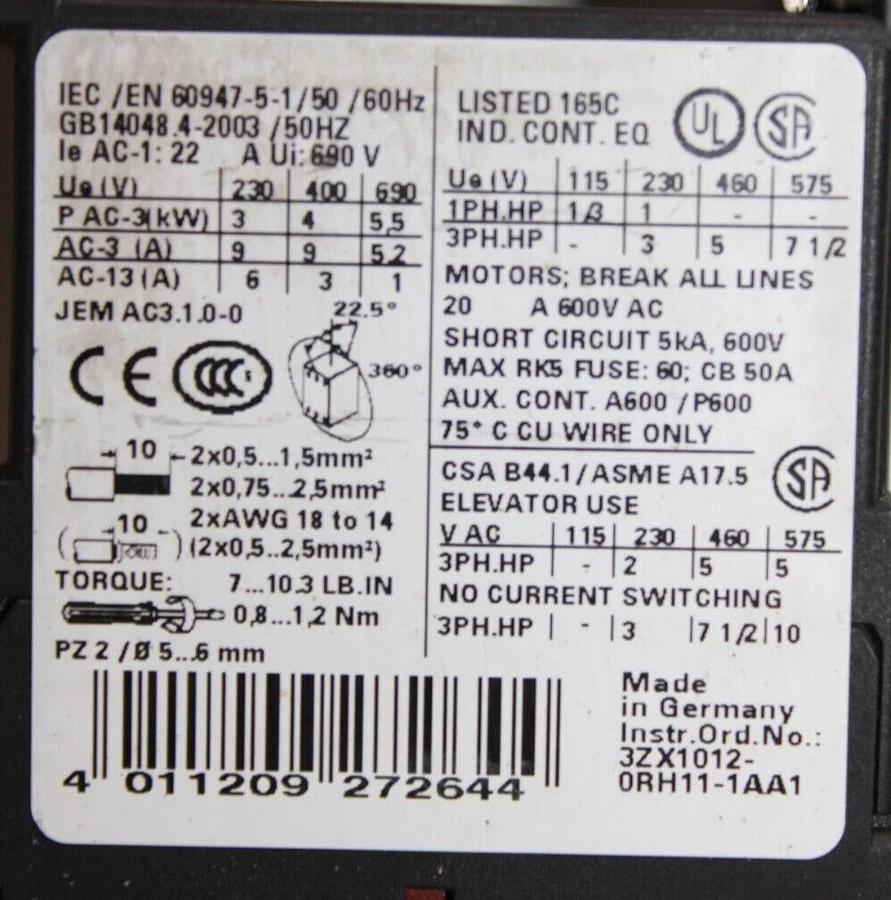 IEC /EN 60947-5-1/50 /60Hz
GB14048.4-2003 /50HZ
Ie AC-1: 22 A Ui: 690 V
Ue (V) 230 400 690
P AC-3(kW) 3 4 5,5
AC-3 (A) 9 9 5.2
AC-13 (A) 6 3 1
JEM AC3.1.0-0
22.5°
360°
CE CCC S
10
2x0,5...1,5mm²
2x0,75...2,5mm²
10 2xAWG 18 to 14
( ) (2x0,5...2,5mm²)
TORQUE: 7...10.3 LB.IN
0,8...1,2 Nm
PZ 2 / Ø 5...6 mm
LISTED 165C
IND. CONT. EQ
UL SA
Ue (V) 115 230 460 575
1PH.HP 1/3 1 - -
3PH.HP - 3 5 7 1/2
MOTORS; BREAK ALL LINES
20 A 600V AC
SHORT CIRCUIT 5kA, 600V
MAX RK5 FUSE: 60; CB 50A
AUX. CONT. A600 / P600
75° C CU WIRE ONLY
CSA B44.1/ASME A17.5
SA
ELEVATOR USE
V AC 115 230 460 575
3PH.HP - 2 5 5
NO CURRENT SWITCHING
3PH.HP - 3 7 1/2 10
4 011209 272644
Made
in Germany
Instr.Ord.No.:
3ZX1012-
0RH11-1AA1